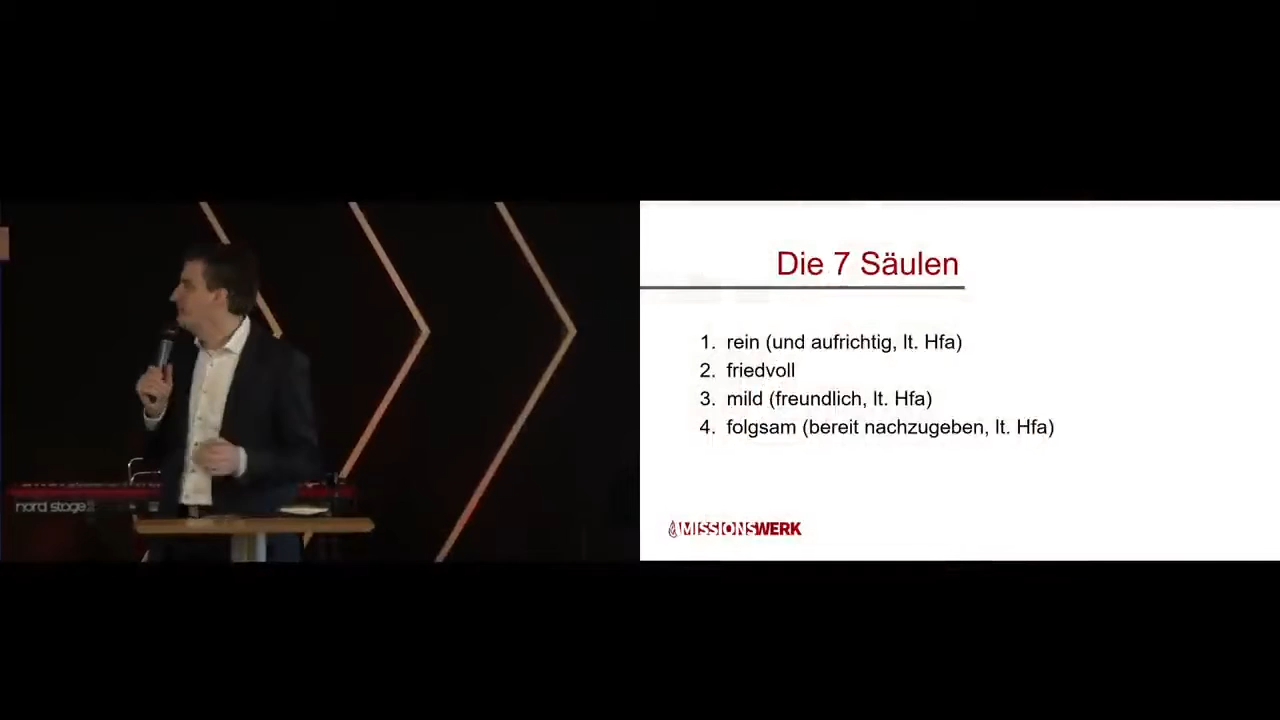 Die 7 Säulen
1. rein (und aufrichtig, lt. Hfa)
2. friedvoll
3. mild (freundlich, lt. Hfa)
4. folgsam (bereit nachzugeben, lt. Hfa)
MISSIONSWERK
nord stage